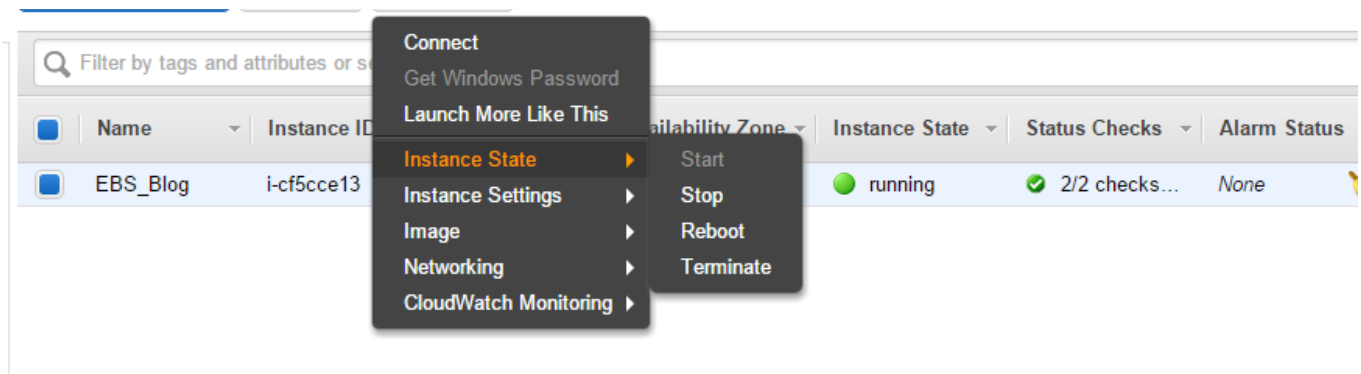 Connect
Filter by tags and attributes or se
Get Windows Password
Launch More Like This
Name Instance ID ailability Zone Instance State Status Checks Alarm Status
Instance State Start
EBS_Blog i-cf5cce13 running 2/2 checks... None
Instance Settings Stop
Image Reboot
Networking Terminate
CloudWatch Monitoring